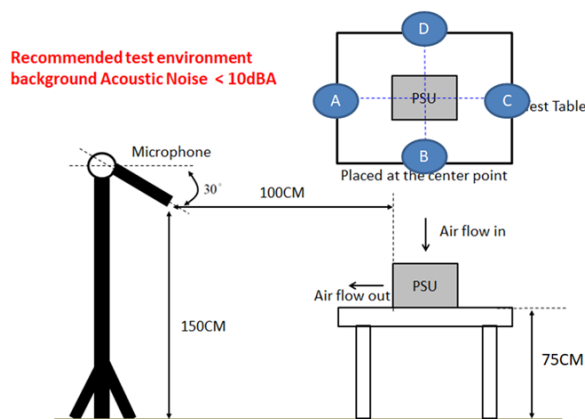 Recommended test environment
background Acoustic Noise < 10dBA
D
A
PSU
C
est Table
B
Placed at the center point
Microphone
30°
100CM
Air flow in
PSU
Air flow out
150CM
75CM